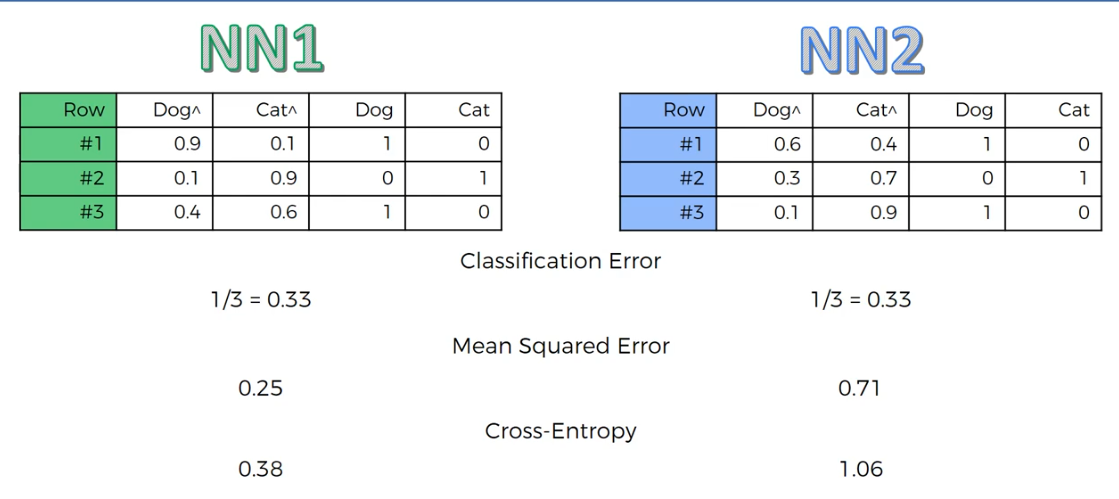 NN1
NN2
Row Dog^ Cat^ Dog Cat
#1 0.9 0.1 1 0
#2 0.1 0.9 0 1
#3 0.4 0.6 1 0
Row Dog^ Cat^ Dog Cat
#1 0.6 0.4 1 0
#2 0.3 0.7 0 1
#3 0.1 0.9 1 0
Classification Error
1/3 = 0.33
1/3 = 0.33
Mean Squared Error
0.25
0.71
Cross-Entropy
0.38
1.06